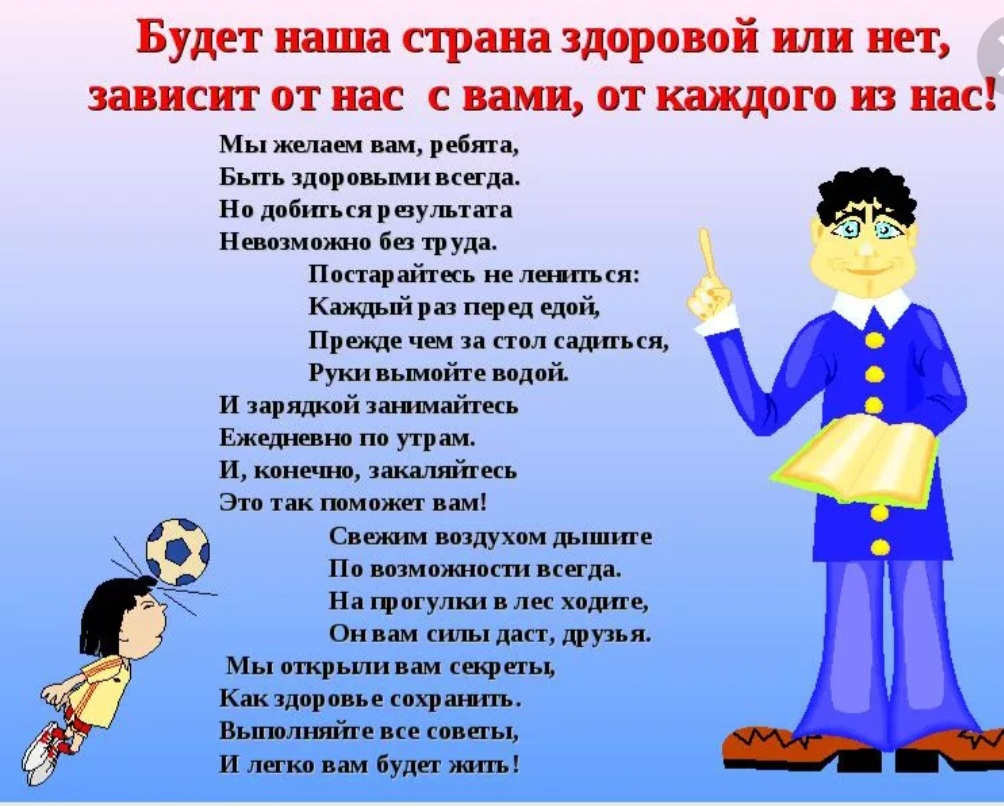 Будет наша страна здоровой или нет,
зависит от нас с вами, от каждого из нас!
Мы желаем вам, ребята,
Быть здоровыми всегда.
Но добиться результата
Невозможно без труда.
Постарайтесь не лениться:
Каждый раз перед едой,
Прежде чем за стол садиться,
Руки вымойте водой.
И зарядкой занимайтесь
Ежедневно по утрам.
И, конечно, закаляйтесь
Это так поможет вам!
Свежим воздухом дышите
По возможности всегда.
На прогулки в лес ходите,
Он вам силы даст, друзья.
Мы открыли вам секреты,
Как здоровье сохранить.
Выполняйте все советы,
И легко вам будет жить!